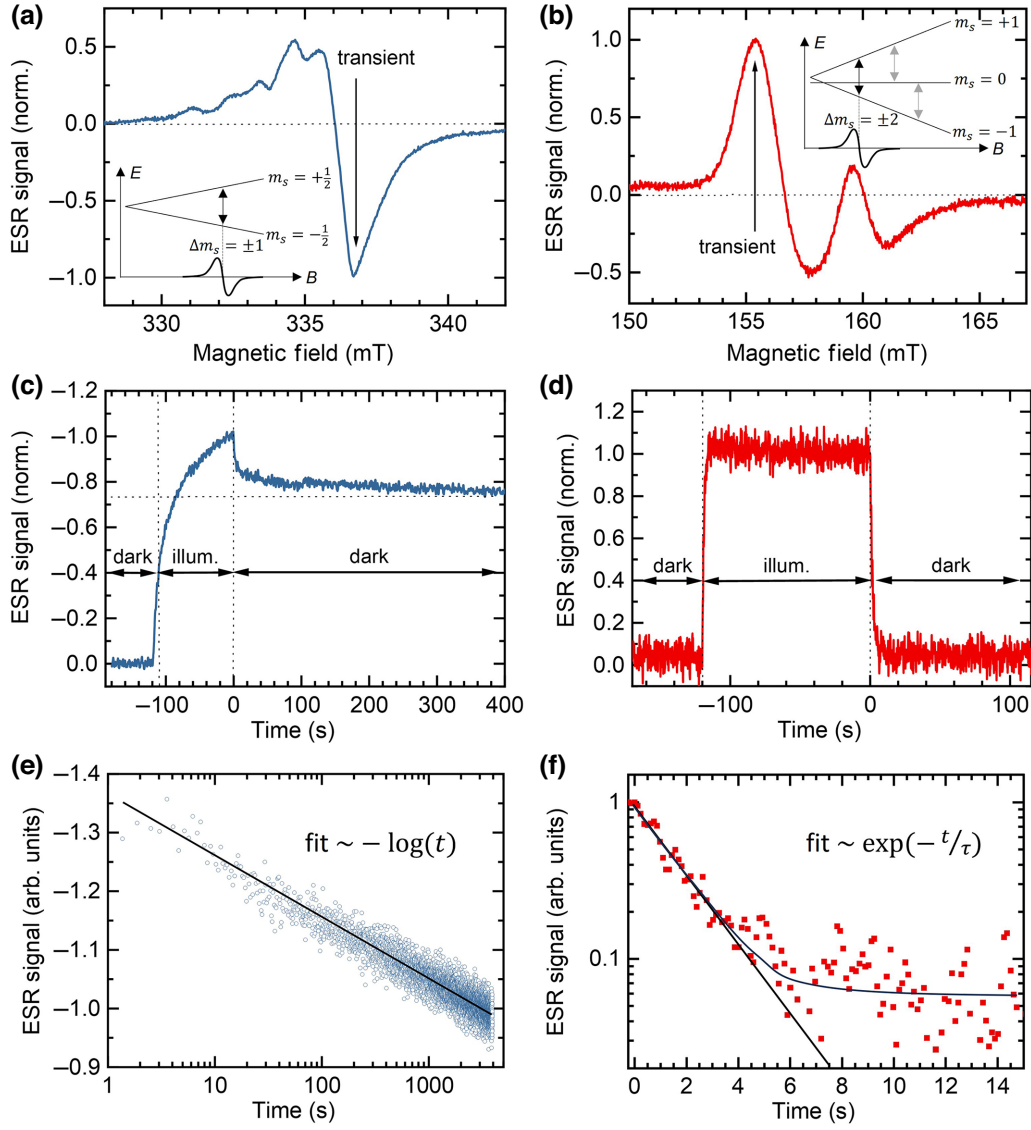 (a)
ESR signal (norm.)
0.5
0.0
−0.5
−1.0
transient
E
m_s = +½
Δm_s = ±1
m_s = −½
B
330
335
340
Magnetic field (mT)
(b)
ESR signal (norm.)
1.0
0.5
0.0
−0.5
transient
E
m_s = +1
m_s = 0
Δm_s = ±2
m_s = −1
B
150
155
160
165
Magnetic field (mT)
(c)
ESR signal (norm.)
−1.2
−1.0
−0.8
−0.6
−0.4
−0.2
0.0
dark
illum.
dark
−100
0
100
200
300
400
Time (s)
(d)
ESR signal (norm.)
1.2
1.0
0.8
0.6
0.4
0.2
0.0
dark
illum.
dark
−100
0
100
Time (s)
(e)
ESR signal (arb. units)
−1.4
−1.3
−1.2
−1.1
−1.0
−0.9
fit ~ − log(t)
1
10
100
1000
Time (s)
(f)
ESR signal (arb. units)
1
0.1
fit ~ exp(− t/τ)
0
2
4
6
8
10
12
14
Time (s)